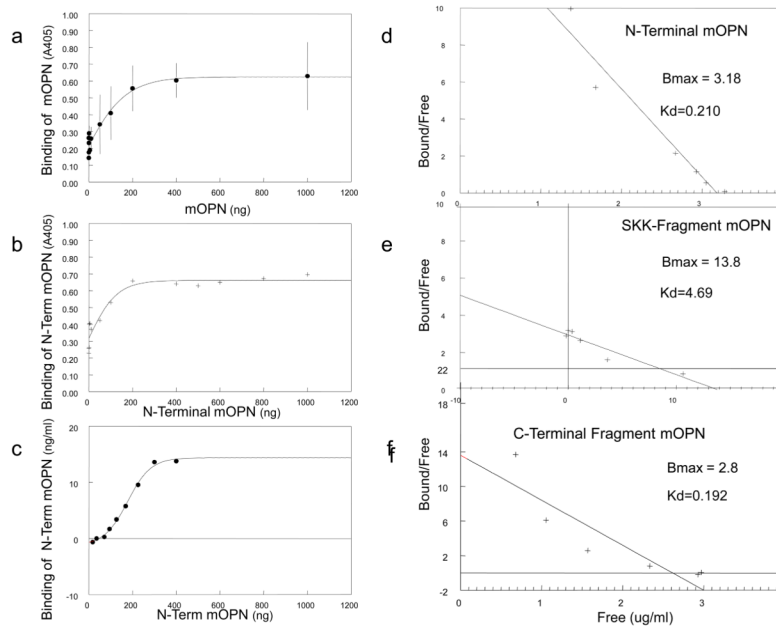 a
Binding of mOPN (A405)
1.00
0.90
0.80
0.70
0.60
0.50
0.40
0.30
0.20
0.10
0.00
0 200 400 600 800 1000 1200
mOPN (ng)
b
Binding of N-Term mOPN (A405)
1.00
0.90
0.80
0.70
0.60
0.50
0.40
0.30
0.20
0.10
0.00
0 200 400 600 800 1000 1200
N-Terminal mOPN (ng)
c
Binding of N-Term mOPN (ng/ml)
20
10
0
-10
0 200 400 600 800 1000 1200
N-Term mOPN (ng)
d
N-Terminal mOPN
Bmax = 3.18
Kd=0.210
Bound/Free
10
8
6
4
2
0
0 1 2 3
e
SKK-Fragment mOPN
Bmax = 13.8
Kd=4.69
Bound/Free
10
8
6
4
2
0
-10 0 10
f
f
C-Terminal Fragment mOPN
Bmax = 2.8
Kd=0.192
Bound/Free
22
18
14
10
6
2
-2
0 1 2 3
Free (ug/ml)